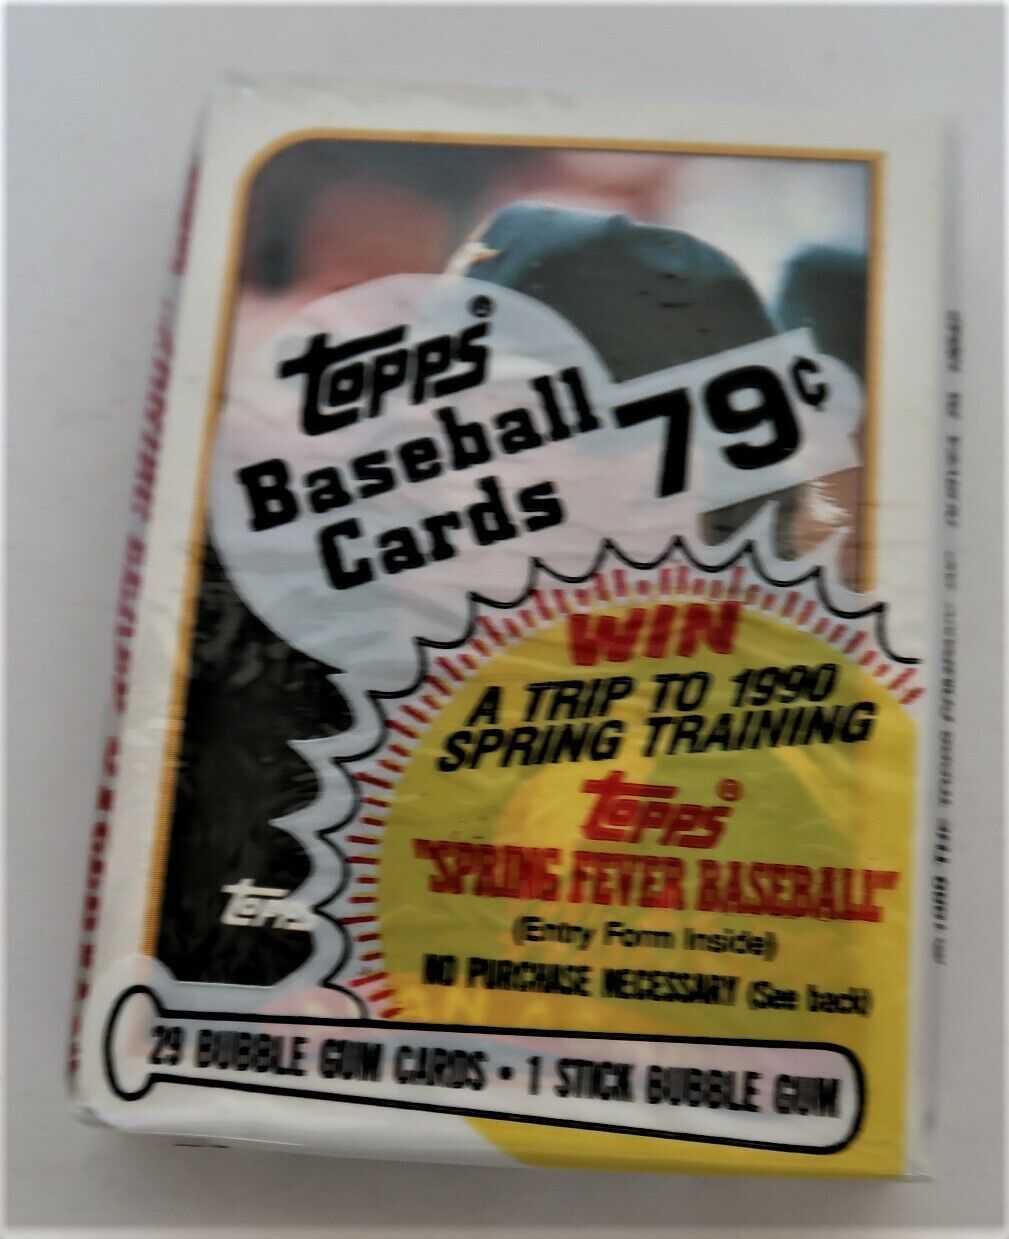 Topps®
Baseball
Cards
79¢
WIN
A TRIP TO 1990
SPRING TRAINING
Topps®
"SPRING FEVER BASEBALL"
(Entry Form Inside)
NO PURCHASE NECESSARY (See back)
Topps
29 BUBBLE GUM CARDS • 1 STICK BUBBLE GUM